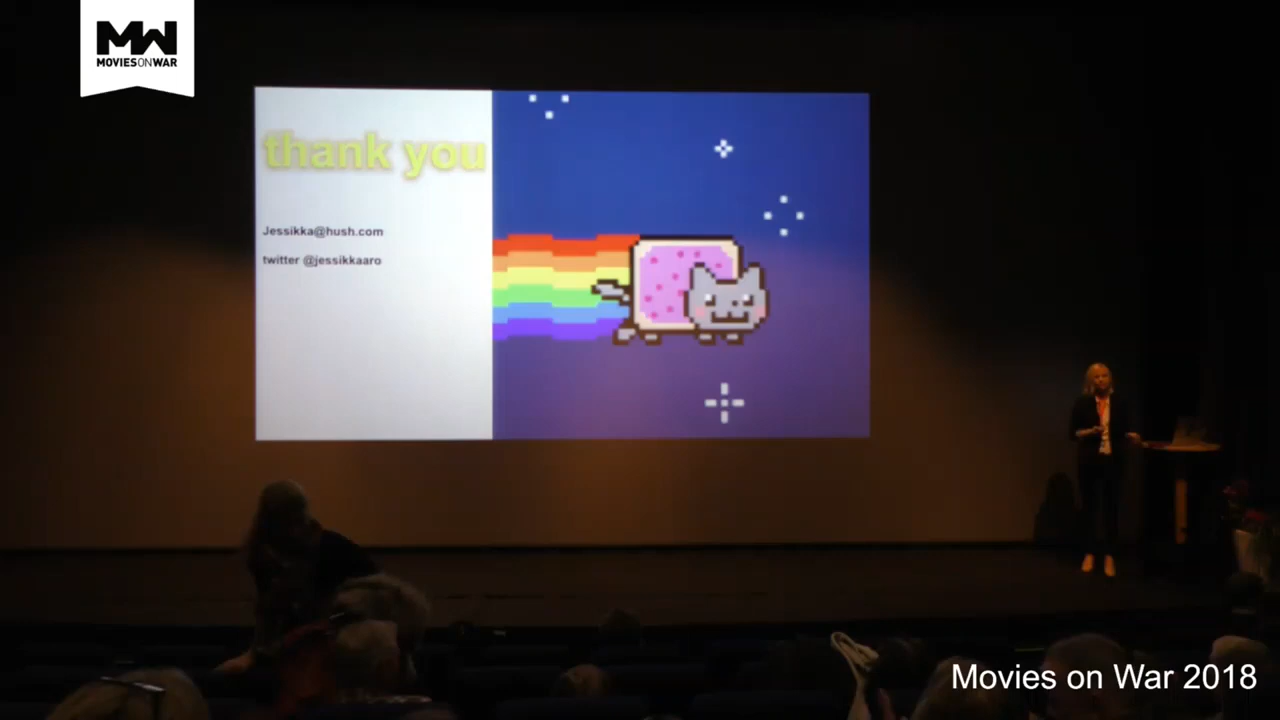 MW
MOVIESONWAR
thank you
Jessikka@hush.com
twitter @jessikkaaro
Movies on War 2018